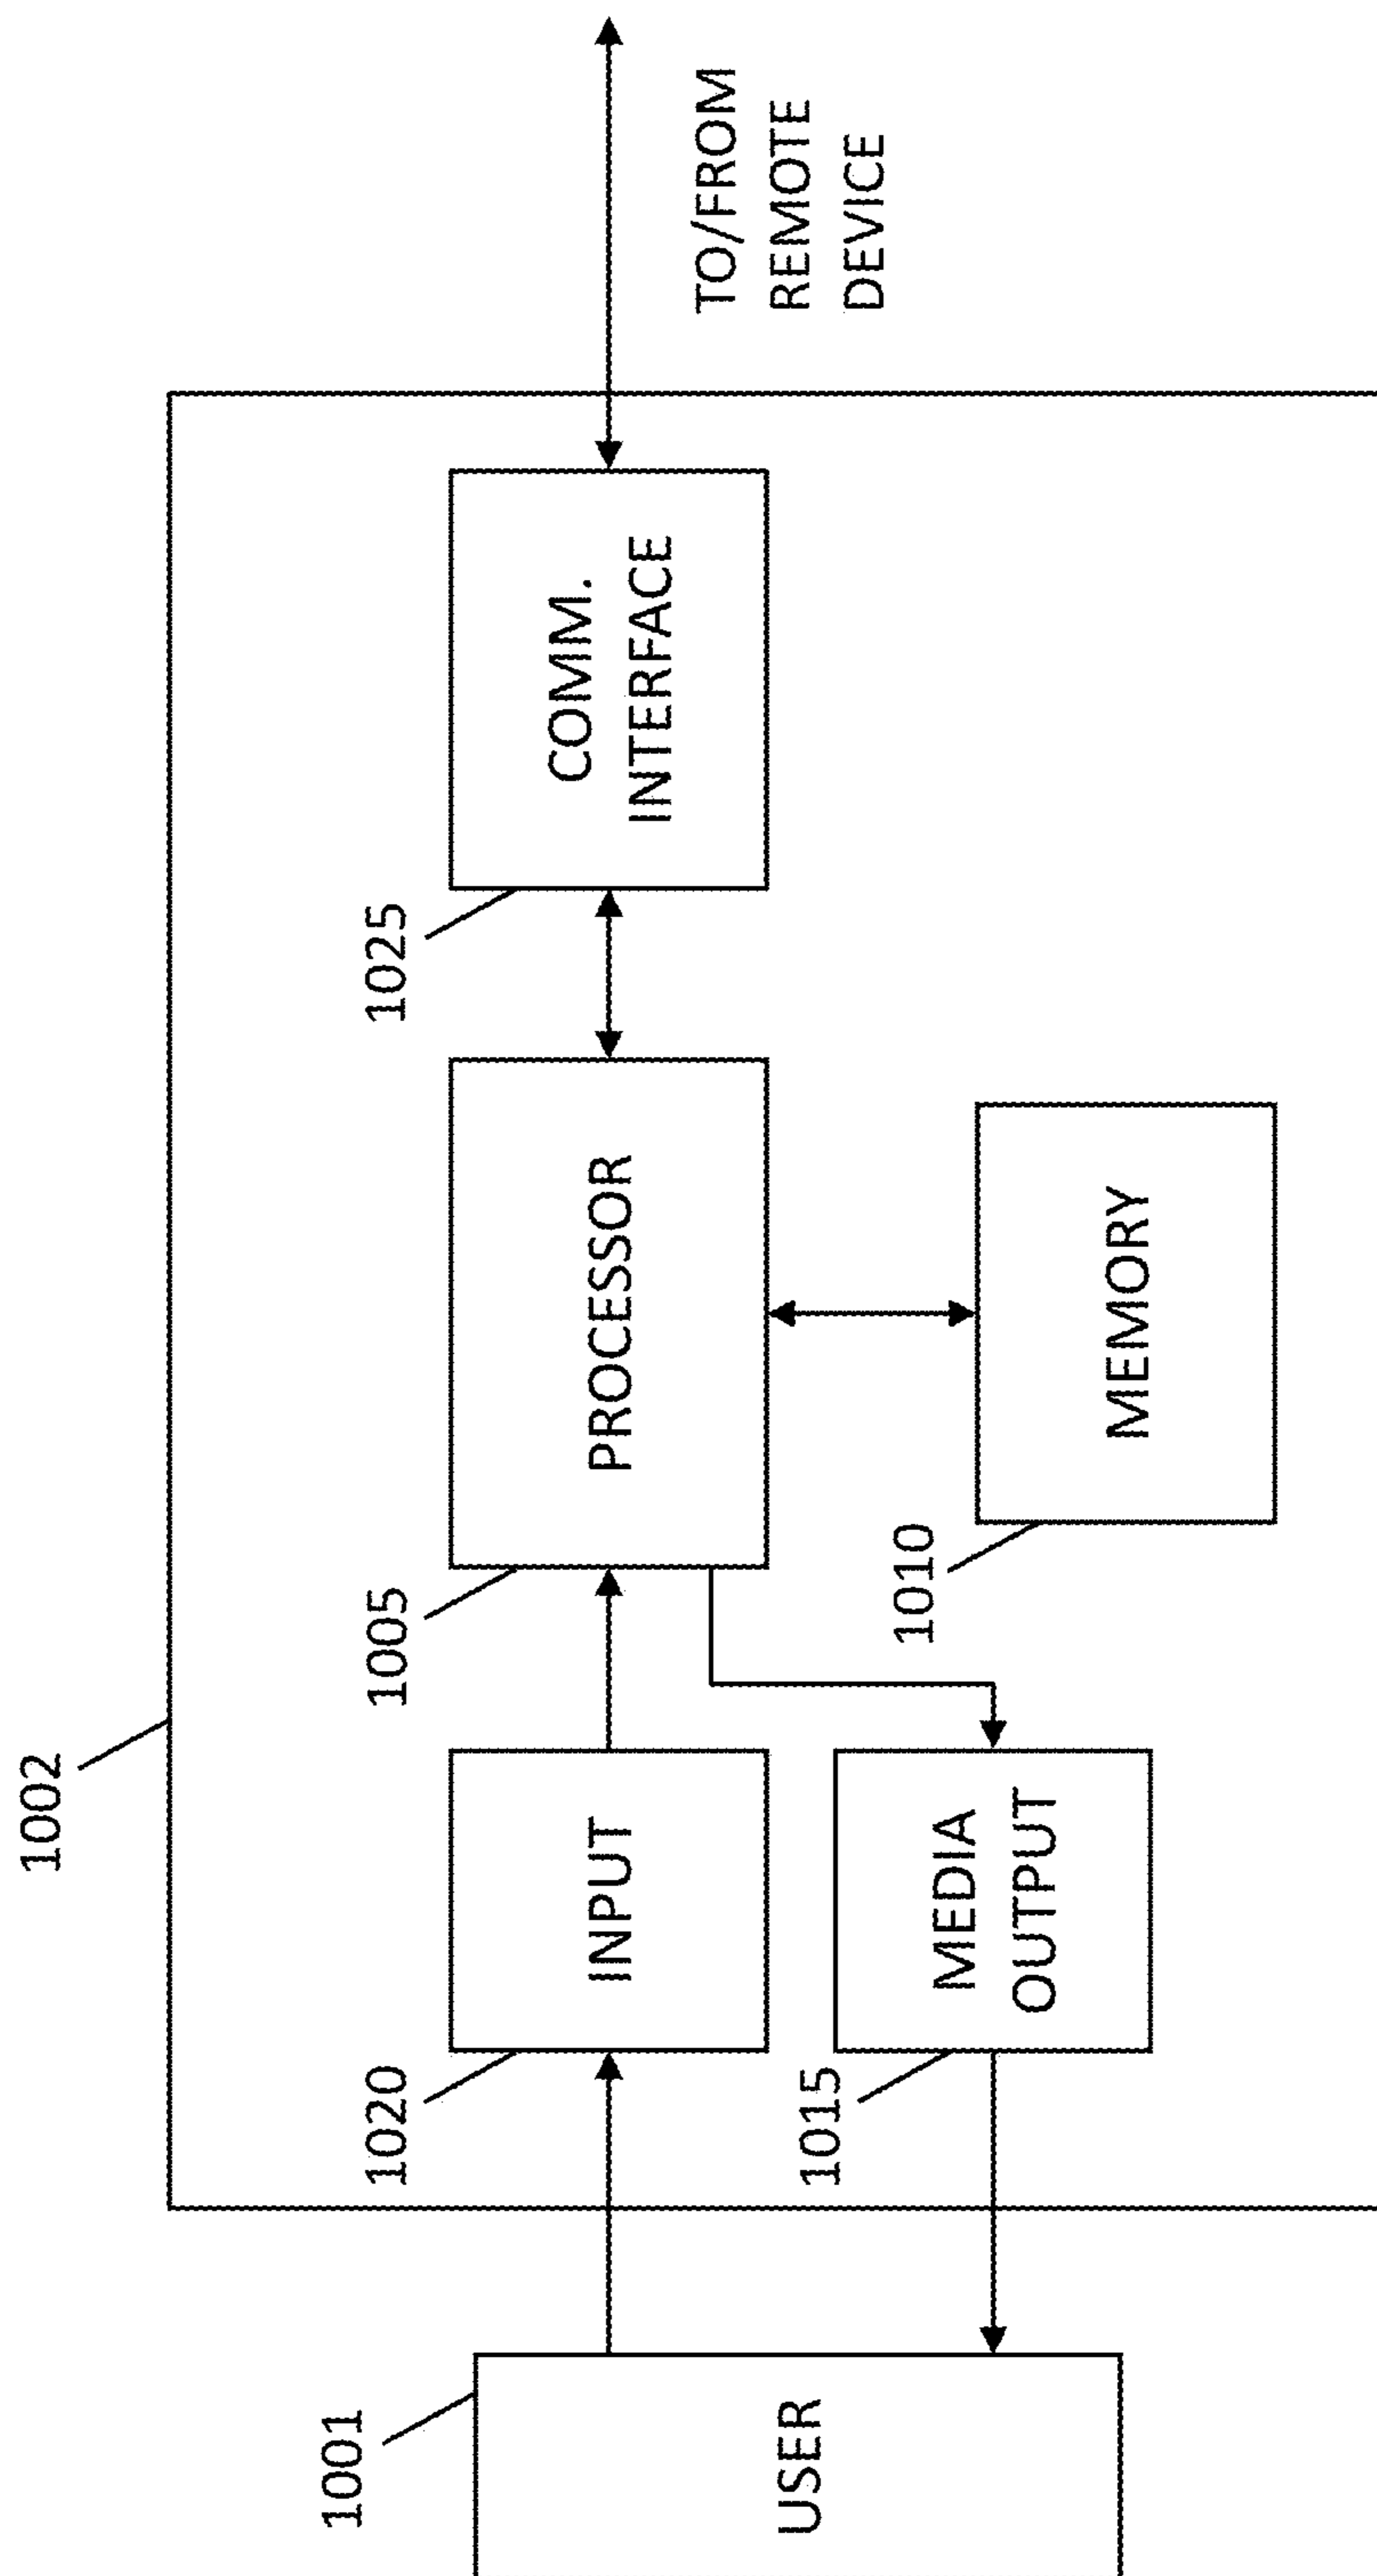 1002
1001
USER
1020
INPUT
1015
MEDIA
OUTPUT
1005
PROCESSOR
1010
MEMORY
1025
COMM.
INTERFACE
TO/FROM
REMOTE
DEVICE